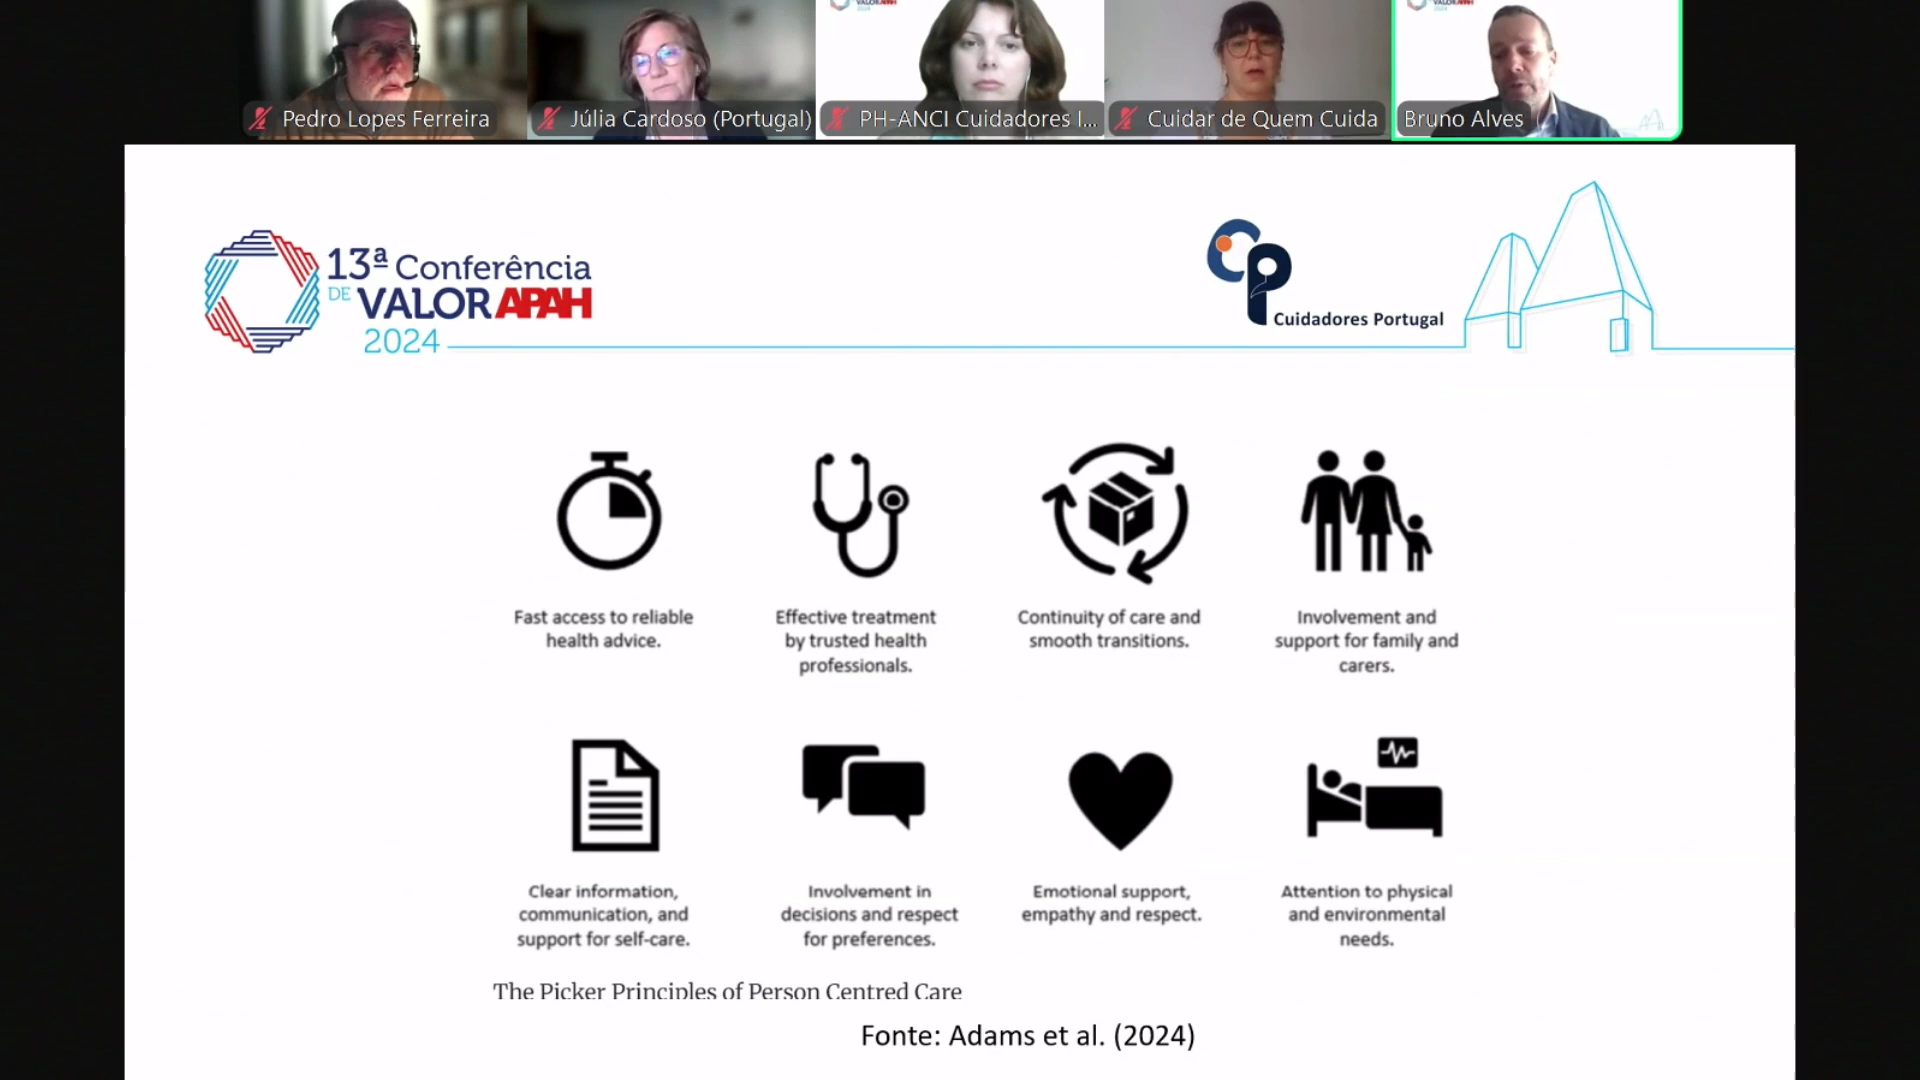 Pedro Lopes Ferreira
Júlia Cardoso (Portugal)
PH-ANCI Cuidadores I...
Cuidar de Quem Cuida
Bruno Alves
13ª Conferência
DE VALOR APAH
2024
CP
Cuidadores Portugal
Fast access to reliable
health advice.
Effective treatment
by trusted health
professionals.
Continuity of care and
smooth transitions.
Involvement and
support for family and
carers.
Clear information,
communication, and
support for self-care.
Involvement in
decisions and respect
for preferences.
Emotional support,
empathy and respect.
Attention to physical
and environmental
needs.
The Picker Principles of Person Centred Care
Fonte: Adams et al. (2024)